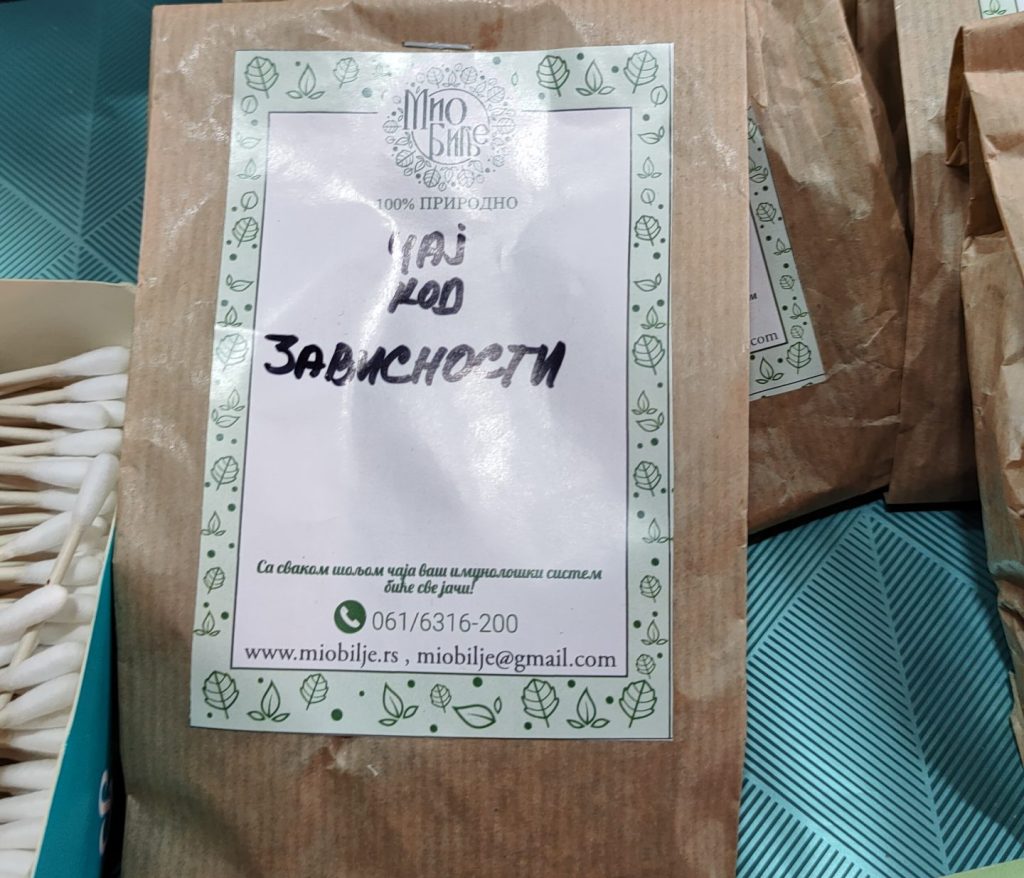 Мио
Биље
100% ПРИРОДНО
ЧАЈ
КОД
ЗАВИСНОСТИ
Са сваком шољом чаја ваш имунолошки систем
биће све јачи!
061/6316-200
www.miobilje.rs , miobilje@gmail.com
.com